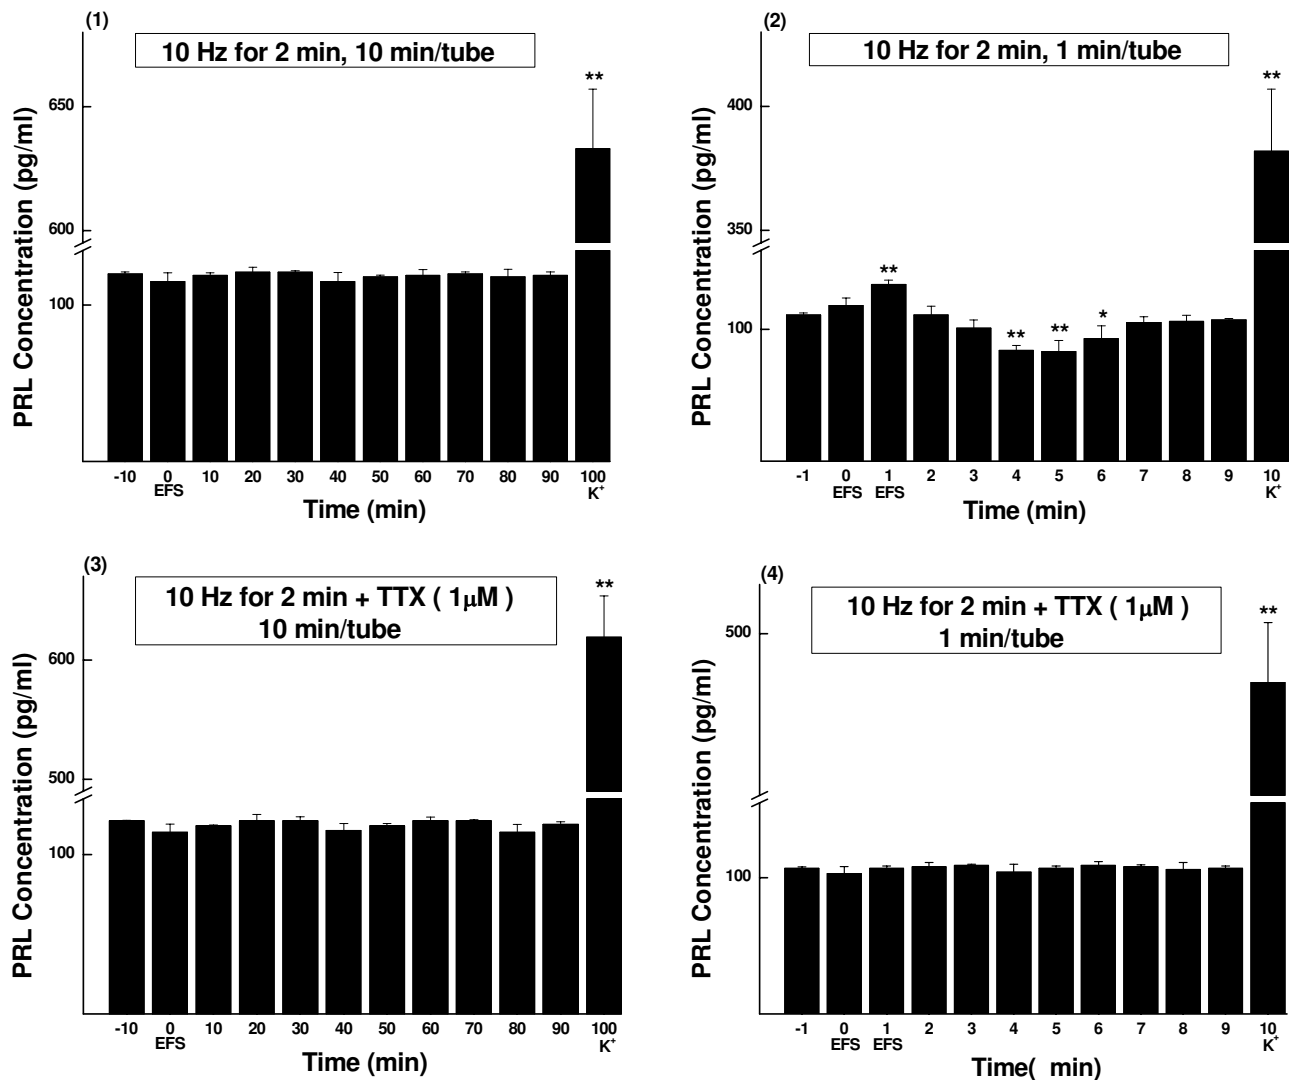 (1)
10 Hz for 2 min, 10 min/tube
**
650
600
100
PRL Concentration (pg/ml)
-10 0 10 20 30 40 50 60 70 80 90 100
EFS K+
Time (min)
(2)
10 Hz for 2 min, 1 min/tube
**
400
350
** ** ** *
100
PRL Concentration (pg/ml)
-1 0 1 2 3 4 5 6 7 8 9 10
EFS EFS K+
Time (min)
(3)
10 Hz for 2 min + TTX ( 1μM )
10 min/tube
**
600
500
100
PRL Concentration (pg/ml)
-10 0 10 20 30 40 50 60 70 80 90 100
EFS K+
Time (min)
(4)
10 Hz for 2 min + TTX ( 1μM )
1 min/tube
**
500
100
PRL Concentration (pg/ml)
-1 0 1 2 3 4 5 6 7 8 9 10
EFS EFS K+
Time( min)